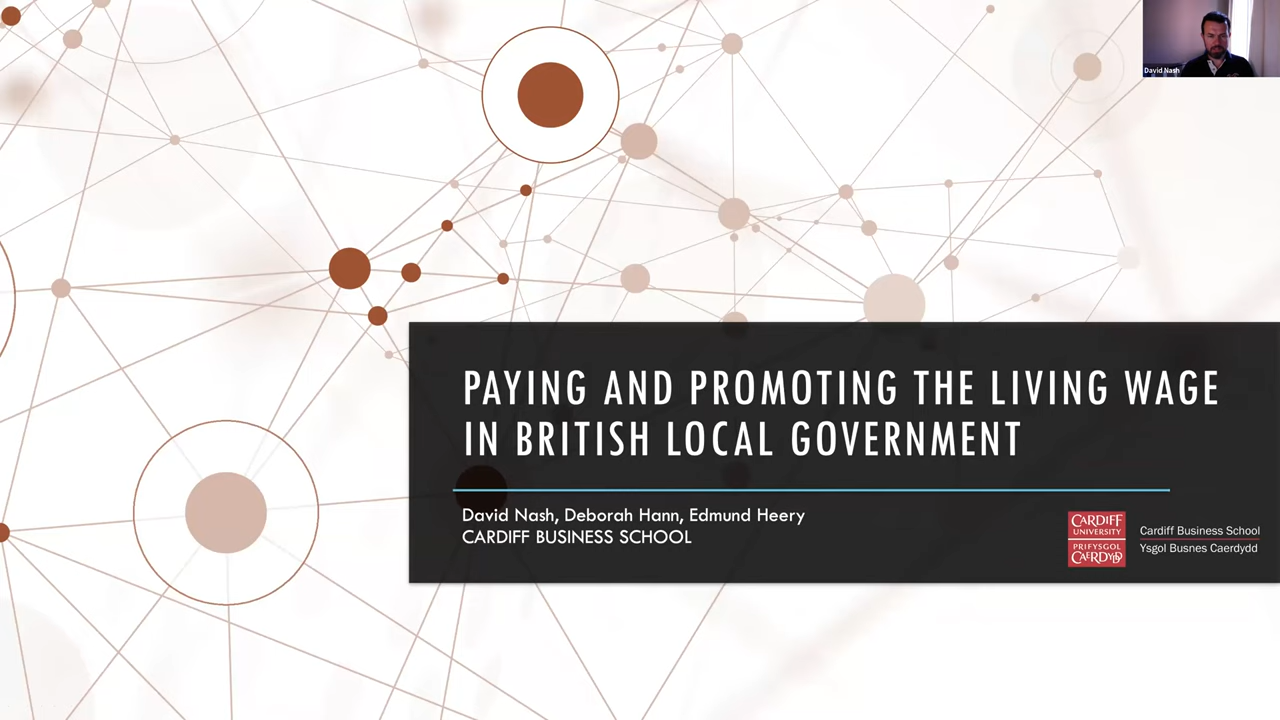 David Nash
PAYING AND PROMOTING THE LIVING WAGE
IN BRITISH LOCAL GOVERNMENT
David Nash, Deborah Hann, Edmund Heery
CARDIFF BUSINESS SCHOOL
CARDIFF
UNIVERSITY
PRIFYSGOL
CAERDYDD
Cardiff Business School
Ysgol Busnes Caerdydd